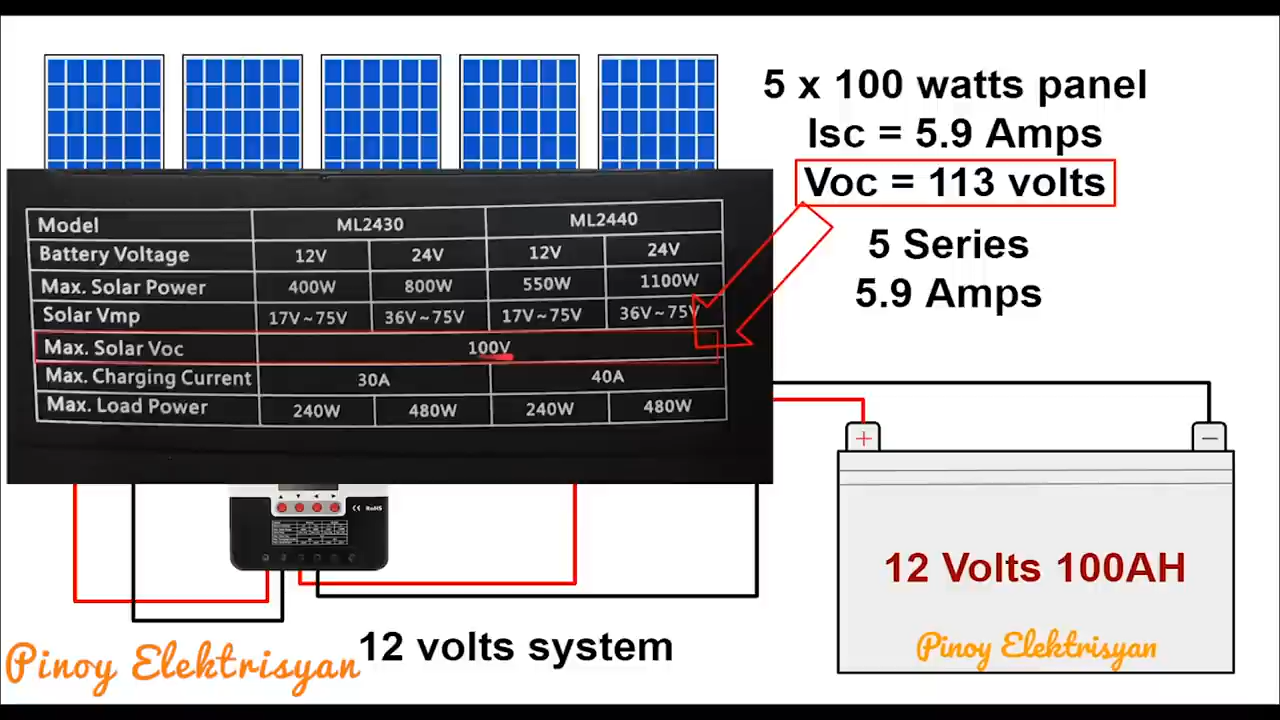 5 x 100 watts panel
Isc = 5.9 Amps
Voc = 113 volts
5 Series
5.9 Amps
Model ML2430 ML2440
Battery Voltage 12V 24V 12V 24V
Max. Solar Power 400W 800W 550W 1100W
Solar Vmp 17V~75V 36V~75V 17V~75V 36V~75V
Max. Solar Voc 100V
Max. Charging Current 30A 40A
Max. Load Power 240W 480W 240W 480W
+ −
CE RoHS
12 Volts 100AH
Pinoy Elektrisyan
12 volts system
Pinoy Elektrisyan